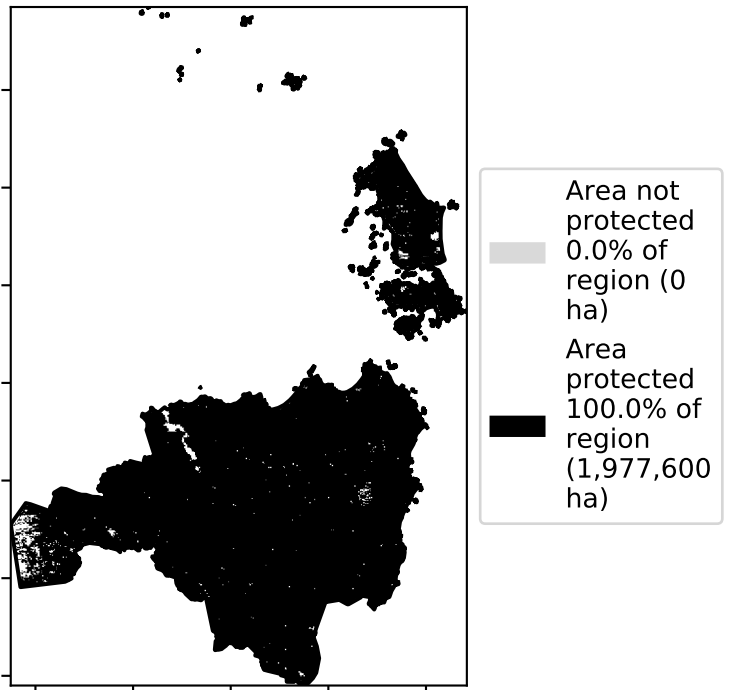 Area not
protected
0.0% of
region (0
ha)
Area
protected
100.0% of
region
(1,977,600
ha)